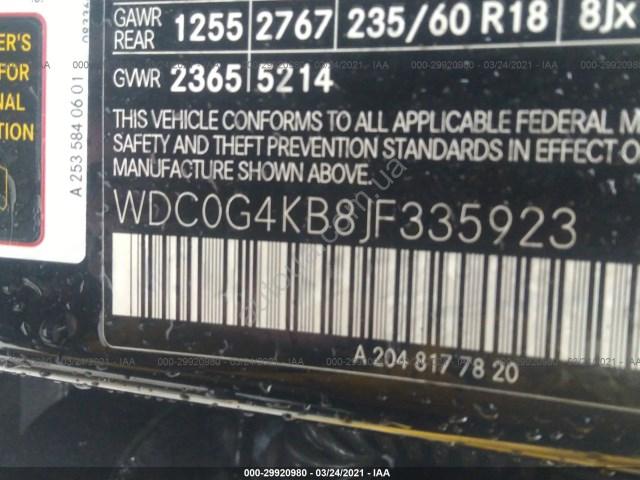 GAWR REAR 1255 2767 235/60 R18 8Jx
GVWR 2365 5214
THIS VEHICLE CONFORMS TO ALL APPLICABLE FEDERAL M
SAFETY AND THEFT PREVENTION STANDARDS IN EFFECT O
MANUFACTURE SHOWN ABOVE.
WDC0G4KB8JF335923
A 204 817 78 20
A 253 584 06 01
ER'S
FOR
NAL
TION
000-29920980 - 03/24/2021 - IAA